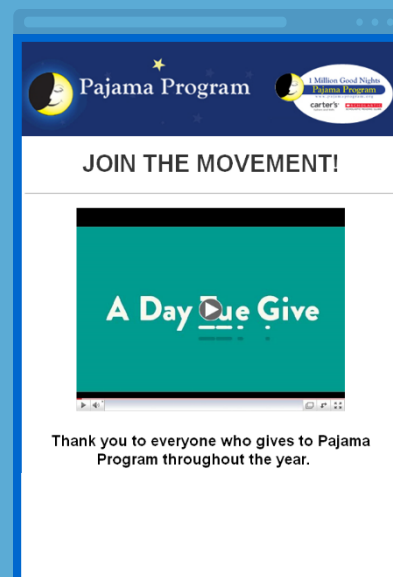 Pajama Program
1 Million Good Nights
Pajama Program
carter's
SCHOLASTIC
JOIN THE MOVEMENT!
A Day Give
Thank you to everyone who gives to Pajama
Program throughout the year.